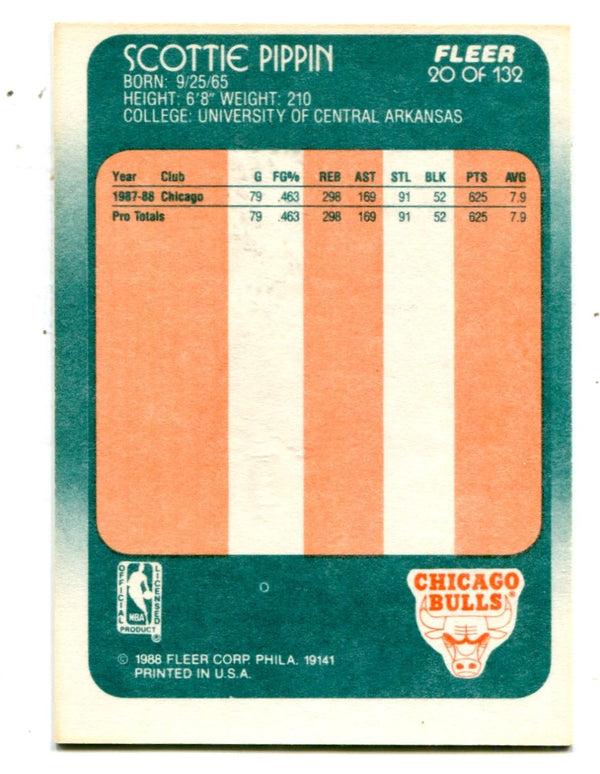 SCOTTIE PIPPIN
FLEER
20 OF 132
BORN: 9/25/65
HEIGHT: 6'8" WEIGHT: 210
COLLEGE: UNIVERSITY OF CENTRAL ARKANSAS
Year Club G FG% REB AST STL BLK PTS AVG
1987-88 Chicago 79 .463 298 169 91 52 625 7.9
Pro Totals 79 .463 298 169 91 52 625 7.9
OFFICIAL
LICENSED
NBA
PRODUCT
®
CHICAGO
BULLS®
© 1988 FLEER CORP. PHILA. 19141
PRINTED IN U.S.A.